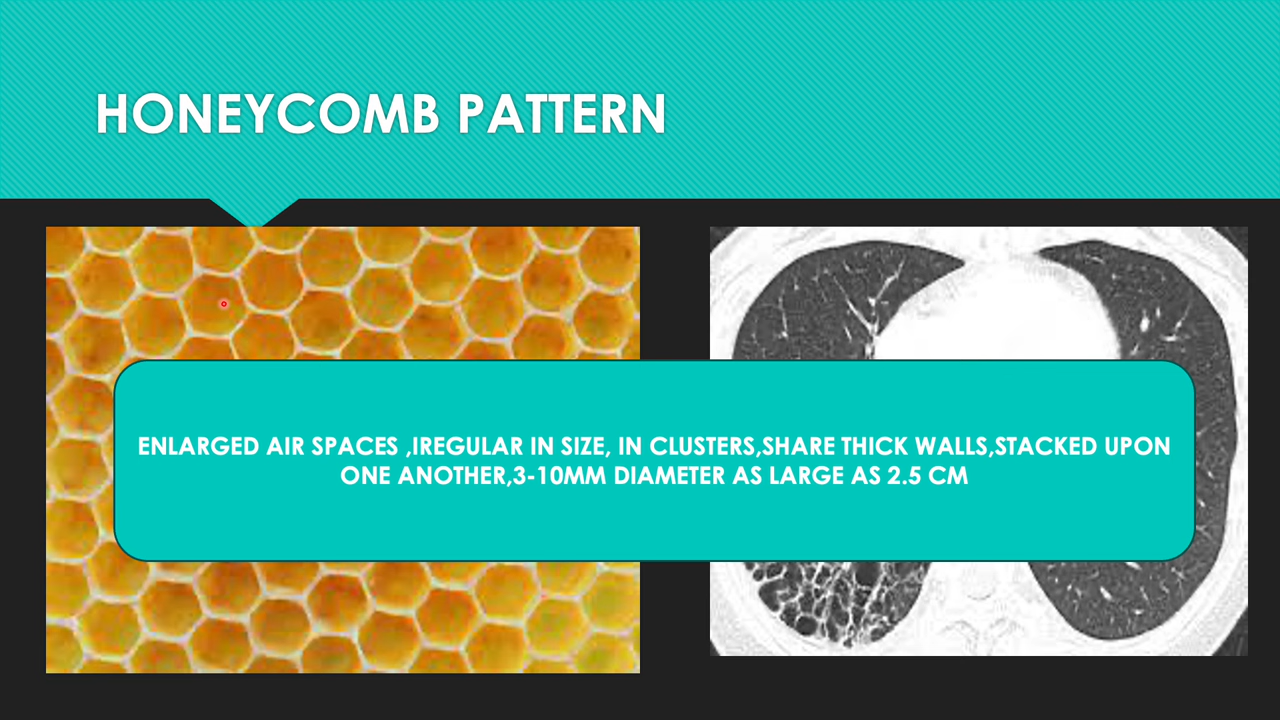 HONEYCOMB PATTERN
ENLARGED AIR SPACES ,IREGULAR IN SIZE, IN CLUSTERS,SHARE THICK WALLS,STACKED UPON
ONE ANOTHER,3-10MM DIAMETER AS LARGE AS 2.5 CM